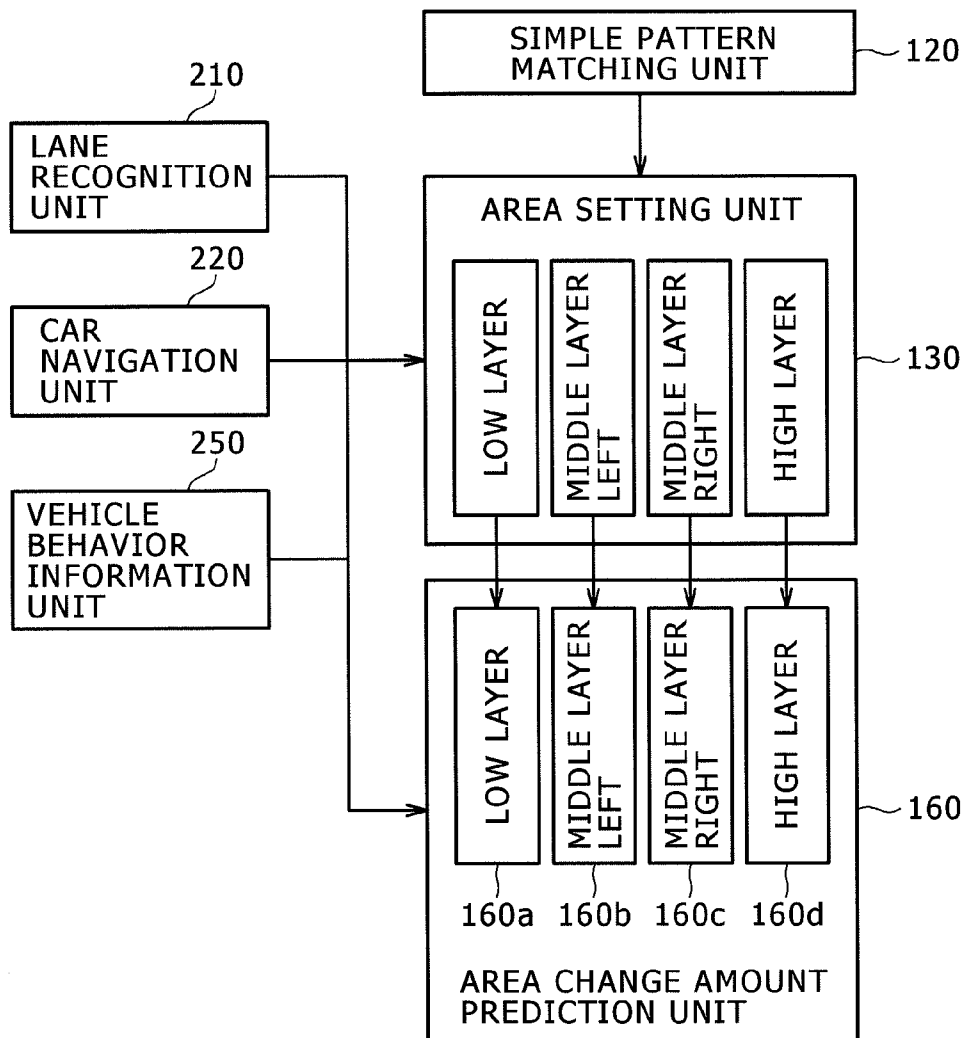 SIMPLE PATTERN
MATCHING UNIT
120
210
LANE
RECOGNITION
UNIT
220
CAR
NAVIGATION
UNIT
250
VEHICLE
BEHAVIOR
INFORMATION
UNIT
AREA SETTING UNIT
LOW LAYER
MIDDLE LAYER
LEFT
MIDDLE LAYER
RIGHT
HIGH LAYER
130
LOW LAYER
MIDDLE LAYER
LEFT
MIDDLE LAYER
RIGHT
HIGH LAYER
160
160a
160b
160c
160d
AREA CHANGE AMOUNT
PREDICTION UNIT